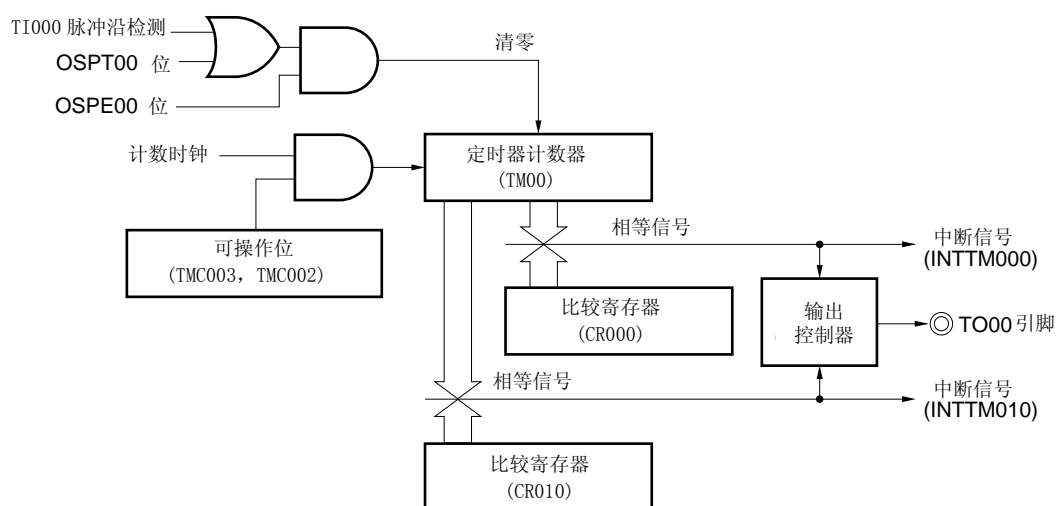 TI000 脉冲沿检测
OSPT00 位
OSPE00 位
清零
计数时钟
定时器计数器
(TM00)
可操作位
(TMC003, TMC002)
相等信号
中断信号
(INTTM000)
比较寄存器
(CR000)
输出
控制器
TO00 引脚
相等信号
中断信号
(INTTM010)
比较寄存器
(CR010)